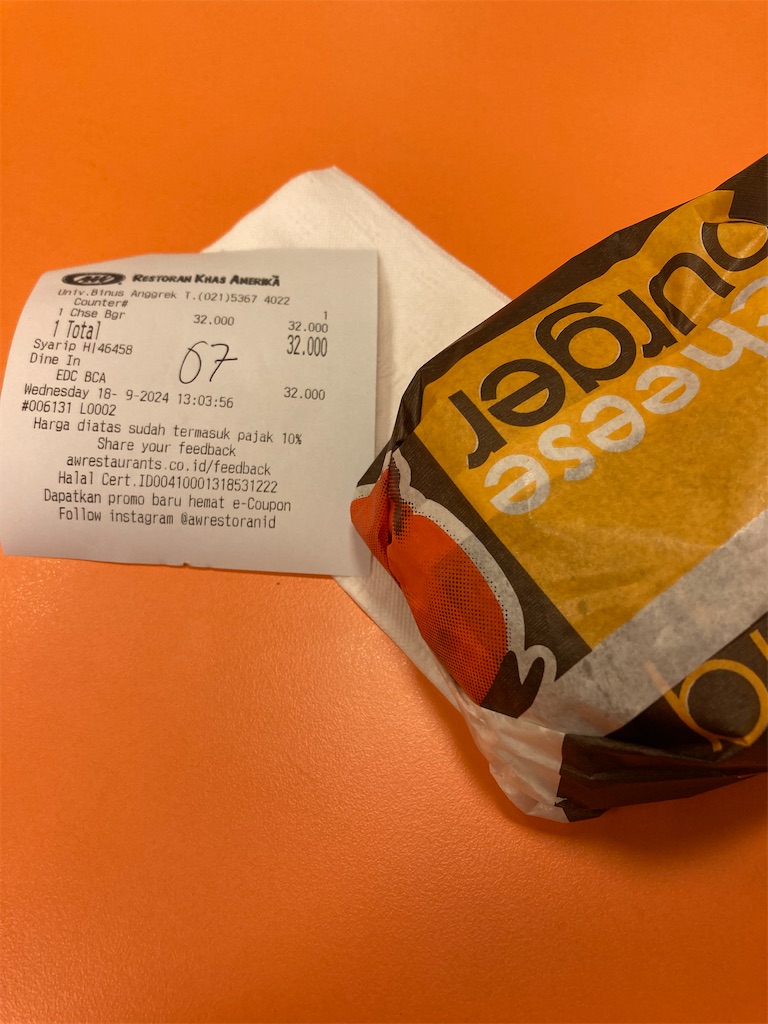 A&W RESTORAN KHAS AMERIKA
Univ.Binus Anggrek T.(021)5367 4022
Counter# 1
1 Chse Bgr 32.000 32.000
1 Total 32.000
Syarip H|46458
67
Dine In
EDC BCA 32.000
Wednesday 18- 9-2024 13:03:56
#006131 L0002
Harga diatas sudah termasuk pajak 10%
Share your feedback
awrestaurants.co.id/feedback
Halal Cert.ID00410001318531222
Dapatkan promo baru hemat e-Coupon
Follow instagram @awrestoranid
cheese
burger